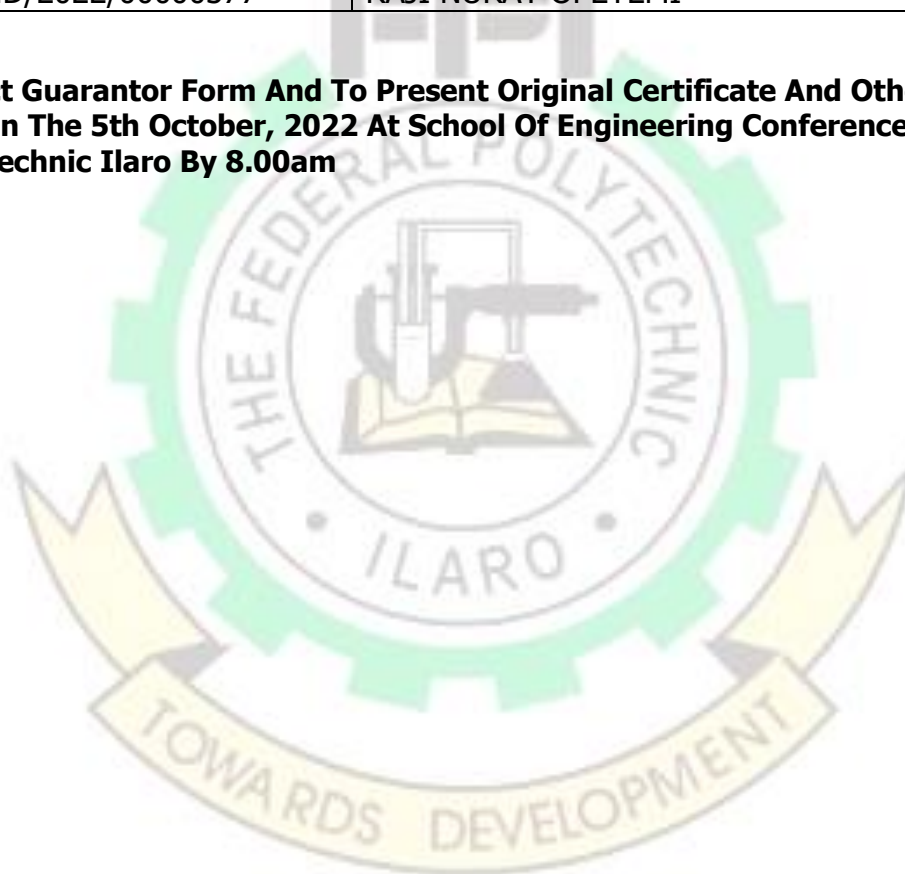 t Guarantor Form And To Present Original Certificate And Oth
n The 5th October, 2022 At School Of Engineering Conference
technic Ilaro By 8.00am
THE FEDERAL POLYTECHNIC
• ILARO •
TOWARDS DEVELOPMENT